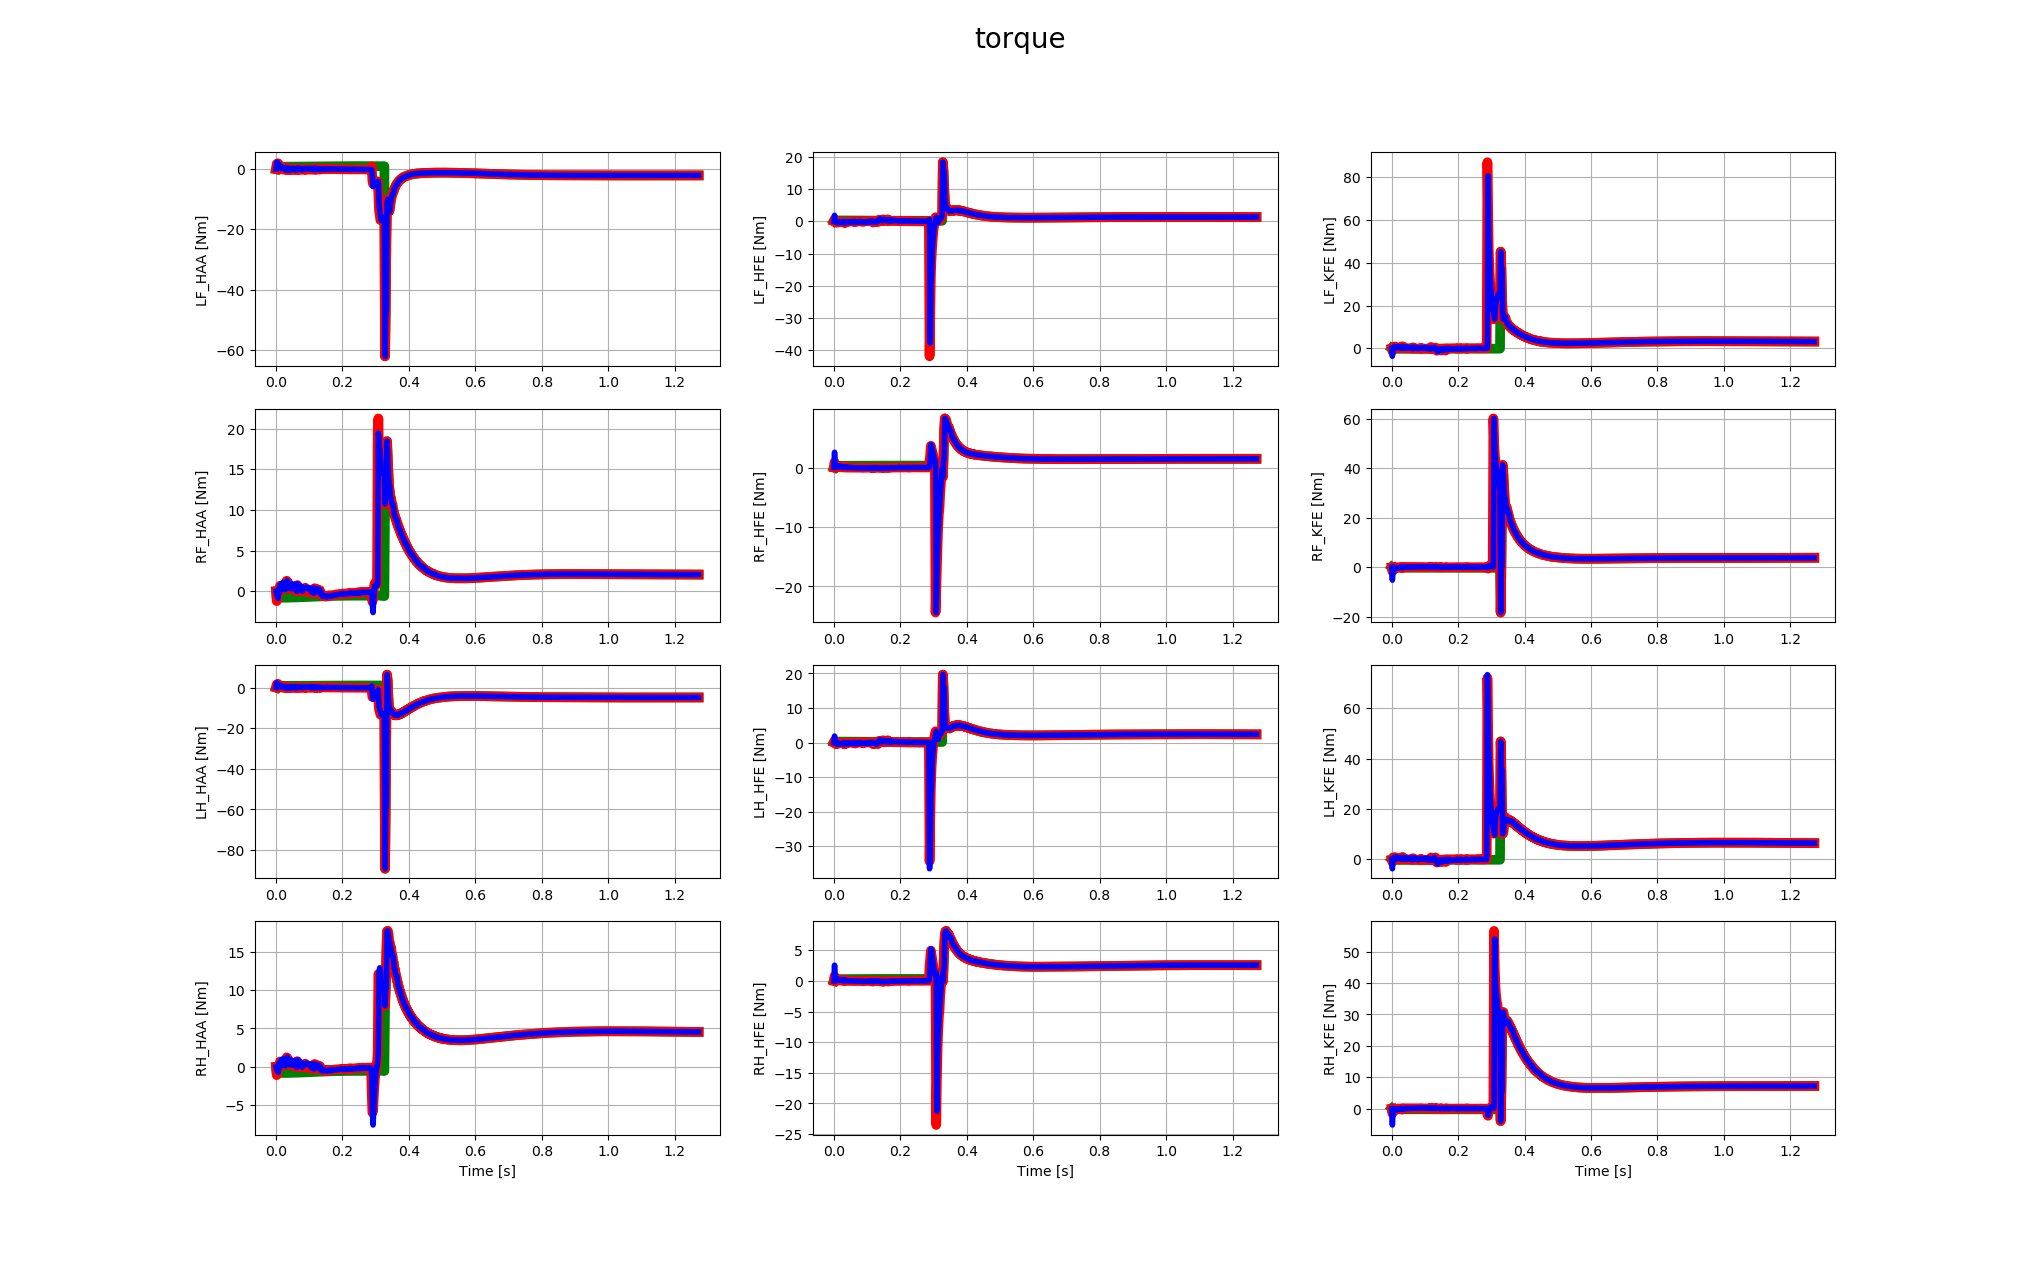 torque
LF_HAA [Nm]
0
−20
−40
−60
0.0 0.2 0.4 0.6 0.8 1.0 1.2
LF_HFE [Nm]
20
10
0
−10
−20
−30
−40
0.0 0.2 0.4 0.6 0.8 1.0 1.2
LF_KFE [Nm]
80
60
40
20
0
0.0 0.2 0.4 0.6 0.8 1.0 1.2
RF_HAA [Nm]
20
15
10
5
0
0.0 0.2 0.4 0.6 0.8 1.0 1.2
RF_HFE [Nm]
0
−10
−20
0.0 0.2 0.4 0.6 0.8 1.0 1.2
RF_KFE [Nm]
60
40
20
0
−20
0.0 0.2 0.4 0.6 0.8 1.0 1.2
LH_HAA [Nm]
0
−20
−40
−60
−80
0.0 0.2 0.4 0.6 0.8 1.0 1.2
LH_HFE [Nm]
20
10
0
−10
−20
−30
0.0 0.2 0.4 0.6 0.8 1.0 1.2
LH_KFE [Nm]
60
40
20
0
0.0 0.2 0.4 0.6 0.8 1.0 1.2
RH_HAA [Nm]
15
10
5
0
−5
0.0 0.2 0.4 0.6 0.8 1.0 1.2
Time [s]
RH_HFE [Nm]
5
0
−5
−10
−15
−20
−25
0.0 0.2 0.4 0.6 0.8 1.0 1.2
Time [s]
RH_KFE [Nm]
50
40
30
20
10
0
0.0 0.2 0.4 0.6 0.8 1.0 1.2
Time [s]